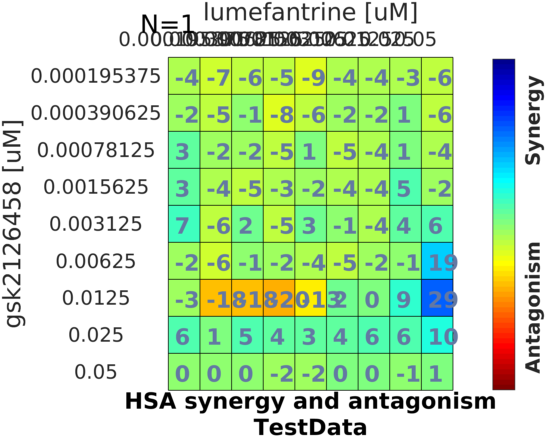 lumefantrine [uM]
N=1
0.000195375 -4 -7 -6 -5 -9 -4 -4 -3 -6
0.000390625 -2 -5 -1 -8 -6 -2 -2 1 -6
0.00078125 3 -2 -2 -5 1 -5 -4 1 -4
0.0015625 3 -4 -5 -3 -2 -4 -4 5 -2
0.003125 7 -6 2 -5 3 -1 -4 4 6
0.00625 -2 -6 -1 -2 -4 -5 -2 -1 19
0.0125 -3 -18 -18 -20 -13 2 0 9 29
0.025 6 1 5 4 3 4 6 6 10
0.05 0 0 0 -2 -2 0 0 -1 1
gsk2126458 [uM]
Synergy
Antagonism
HSA synergy and antagonism
TestData